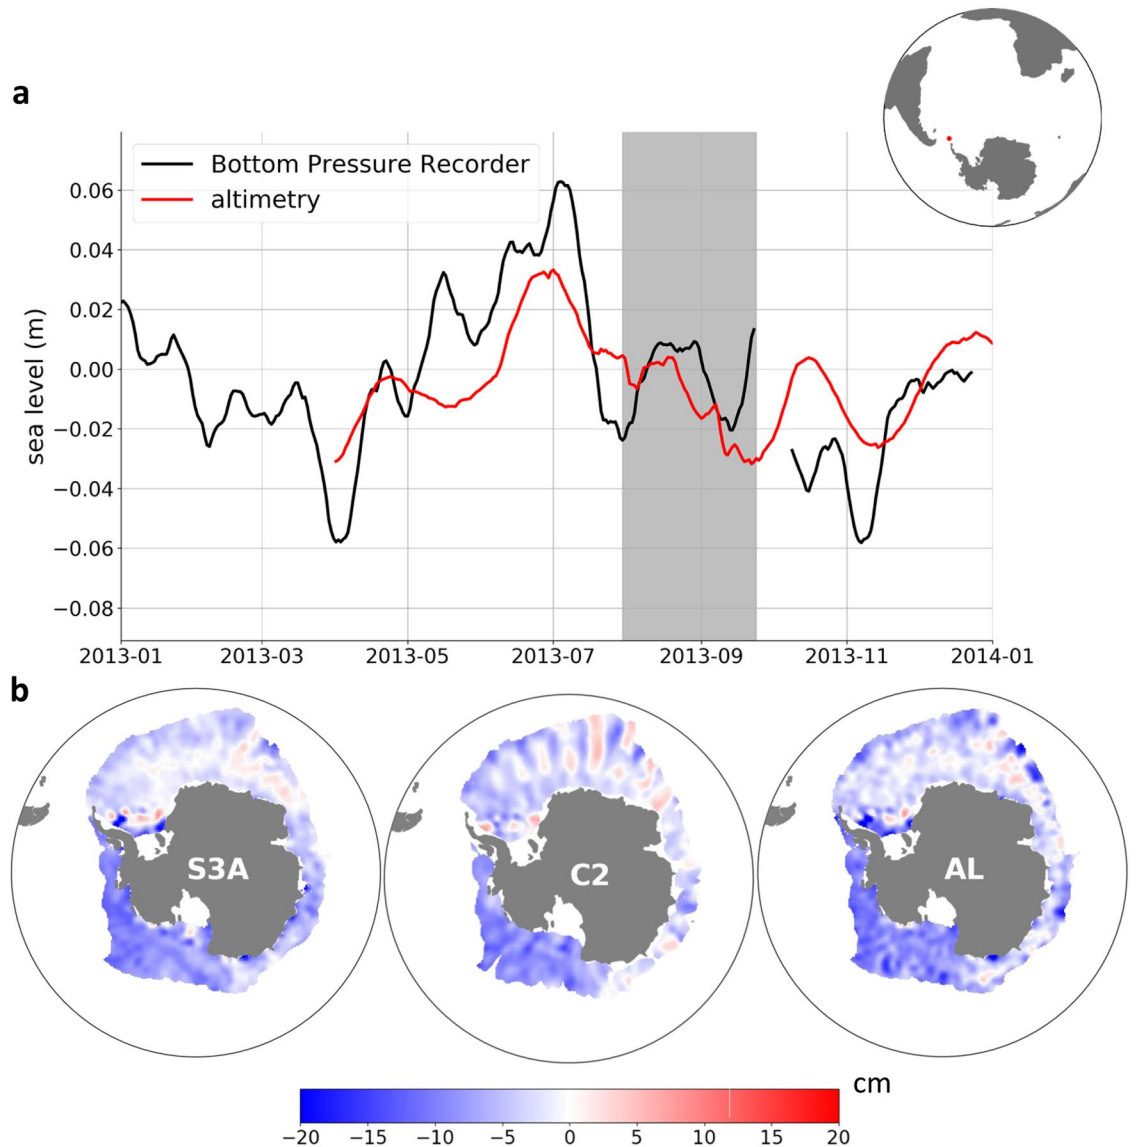 a
Bottom Pressure Recorder
altimetry
sea level (m)
0.06
0.04
0.02
0.00
−0.02
−0.04
−0.06
−0.08
2013-01 2013-03 2013-05 2013-07 2013-09 2013-11 2014-01
b
S3A C2 AL
cm
−20 −15 −10 −5 0 5 10 15 20